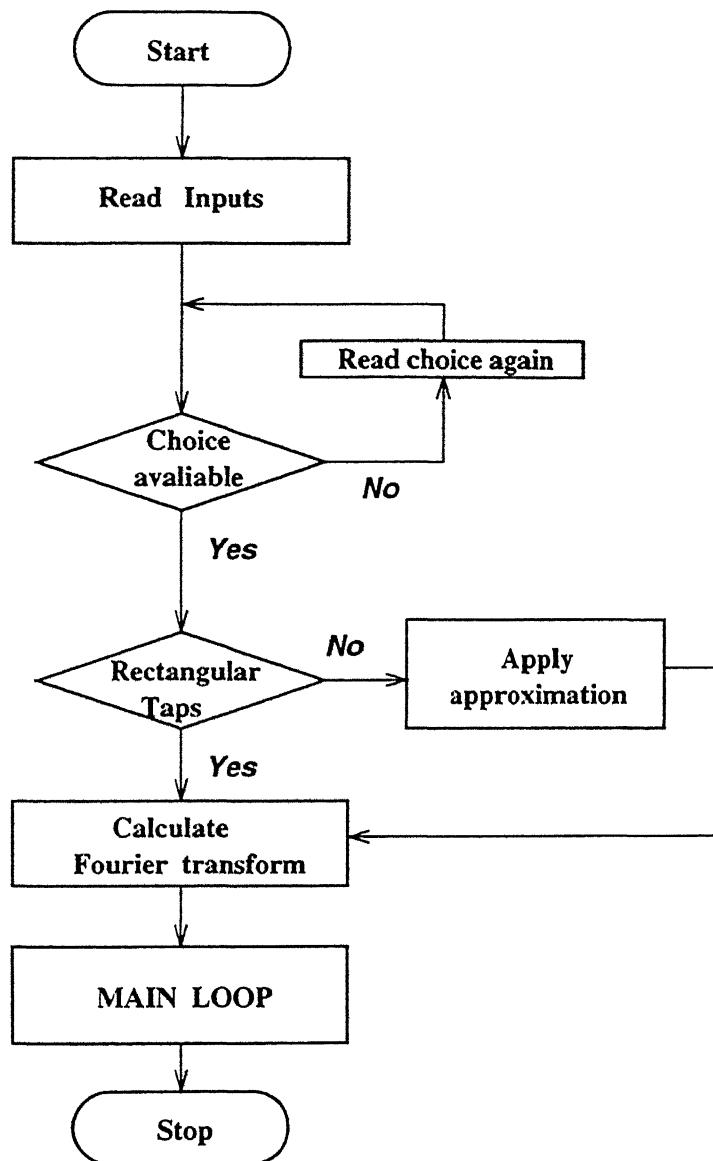 Start
Read Inputs
Read choice again
Choice
avaliable
No
Yes
No
Rectangular
Taps
Apply
approximation
Yes
Calculate
Fourier transform
MAIN LOOP
Stop